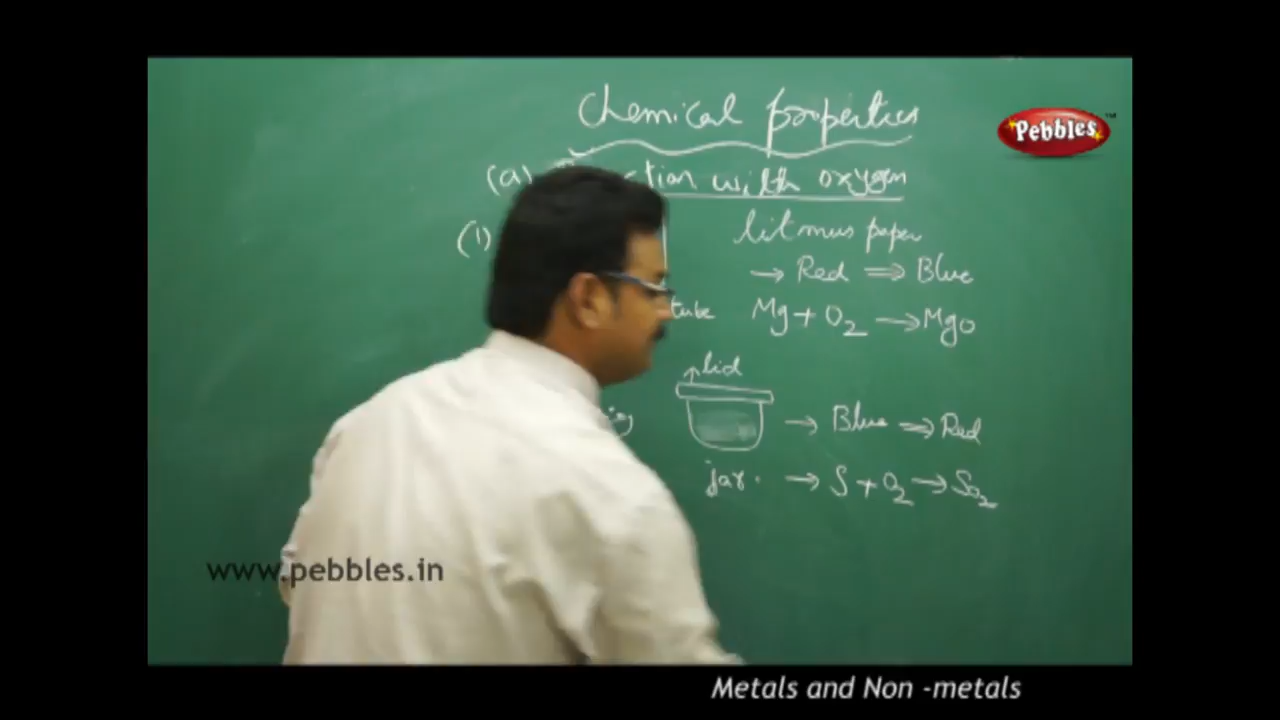 Chemical properties
Pebbles™
(a) ction with oxygen
(1) litmus paper
→ Red ⇒ Blue
tube Mg + O2 → Mgo
↑ lid
→ Blue ⇒ Red
jar. → S + O2 → So2
www.pebbles.in
Metals and Non -metals